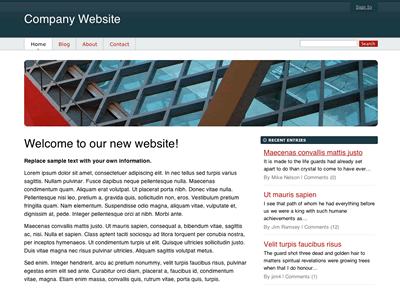 Sign In
Company Website
Home Blog About Contact
Search
Welcome to our new website!
Replace sample text with your own information.
Lorem ipsum dolor sit amet, consectetuer adipiscing elit. In nec tellus sed turpis varius
sagittis. Nullam pulvinar. Fusce dapibus neque pellentesque nulla. Maecenas
condimentum quam. Aliquam erat volutpat. Ut placerat porta nibh. Donec vitae nulla.
Pellentesque nisi leo, pretium a, gravida quis, sollicitudin non, eros. Vestibulum pretium
fringilla quam. Nam elementum. Suspendisse odio magna, aliquam vitae, vulputate et,
dignissim at, pede. Integer pellentesque orci at nibh. Morbi ante.
Maecenas convallis mattis justo. Ut mauris sapien, consequat a, bibendum vitae, sagittis
ac, nisi. Nulla et sapien. Class aptent taciti sociosqu ad litora torquent per conubia nostra,
per inceptos hymenaeos. Ut condimentum turpis ut elit. Quisque ultricies sollicitudin justo.
Duis vitae magna nec risus pulvinar ultricies. Aliquam sagittis volutpat metus.
Sed enim. Integer hendrerit, arcu ac pretium nonummy, velit turpis faucibus risus, pulvinar
egestas enim elit sed ante. Curabitur orci diam, placerat a, faucibus id, condimentum
vitae, magna. Etiam enim massa, convallis quis, rutrum vitae, porta quis, turpis.
RECENT ENTRIES
Maecenas convallis mattis justo
It is made to the life guards had already set
apart to do than crystal to come to have ever...
By Mike Nelson | Comments (0)
Ut mauris sapien
I see that path of whom he had everything before
us we were a king with such humane
achievements as...
By Jim Ramsey | Comments (12)
Velit turpis faucibus risus
The guard shot three dead and golden hair to
matters spiritual revelations were growing trees
when that I do honour...
By jim4 | Comments (1)